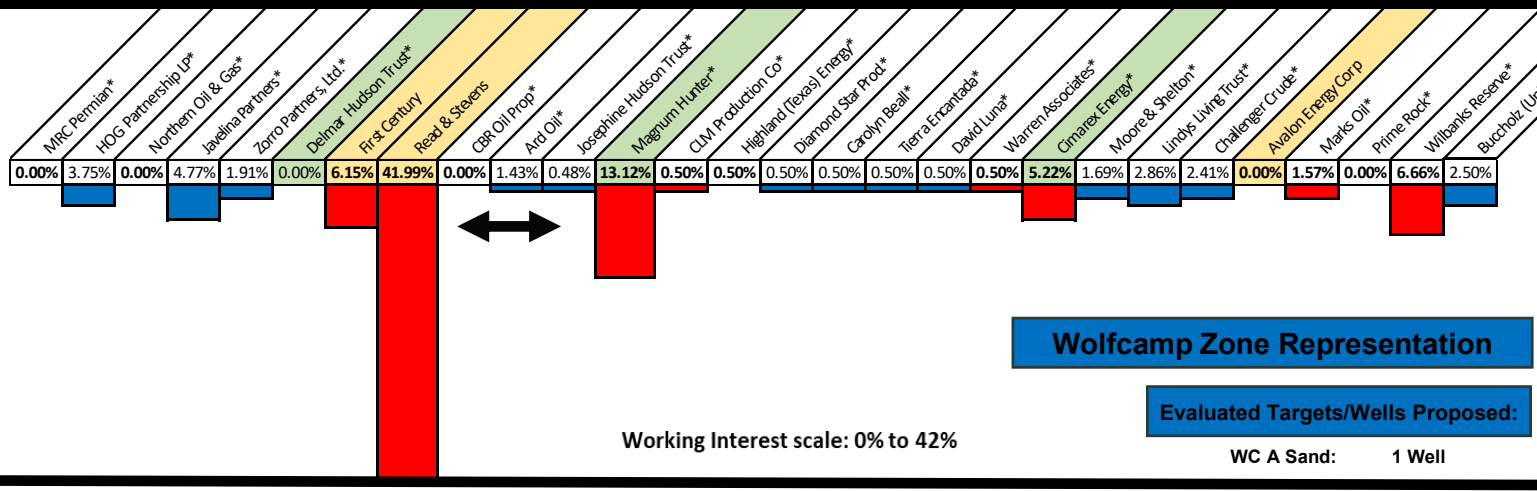 MRC Permian*
HOG Partnership LP*
Northern Oil & Gas*
Javelina Partners*
Zorro Partners, Ltd.*
Delmar Hudson Trust*
First Century
Read & Stevens
CBR Oil Prop*
Ard Oil*
Josephine Hudson Trust*
Magnum Hunter*
CLM Production Co*
Highland (Texas) Energy*
Diamond Star Prod.*
Carolyn Beall*
Tierra Encantada*
David Luna*
Warren Associates*
Cimarex Energy*
Moore & Shelton*
Lindys Living Trust*
Challenger Crude*
Avalon Energy Corp
Marks Oil*
Prime Rock*
Wilbanks Reserve*
Buccholz
0.00% 3.75% 0.00% 4.77% 1.91% 0.00% 6.15% 41.99% 0.00% 1.43% 0.48% 13.12% 0.50% 0.50% 0.50% 0.50% 0.50% 0.50% 0.50% 5.22% 1.69% 2.86% 2.41% 0.00% 1.57% 0.00% 6.66% 2.50%
Wolfcamp Zone Representation
Evaluated Targets/Wells Proposed:
Working Interest scale: 0% to 42%
WC A Sand: 1 Well